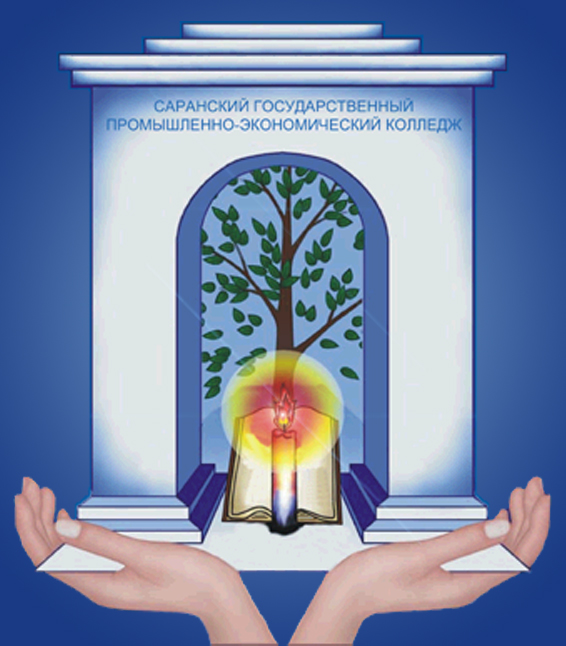 САРАНСКИЙ ГОСУДАРСТВЕННЫЙ
ПРОМЫШЛЕННО-ЭКОНОМИЧЕСКИЙ КОЛЛЕДЖ